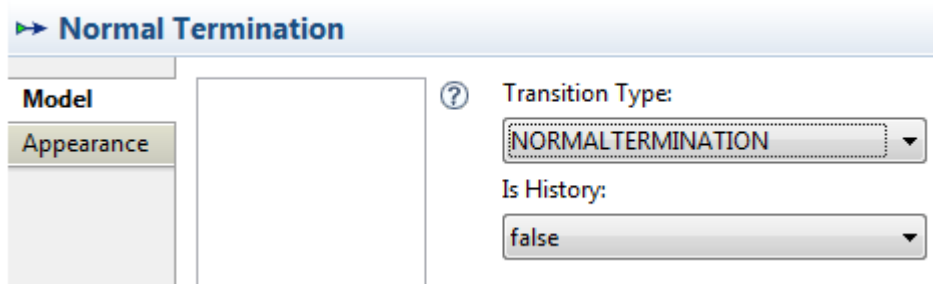 Normal Termination
Model
Appearance
?
Transition Type:
NORMALTERMINATION
Is History:
false